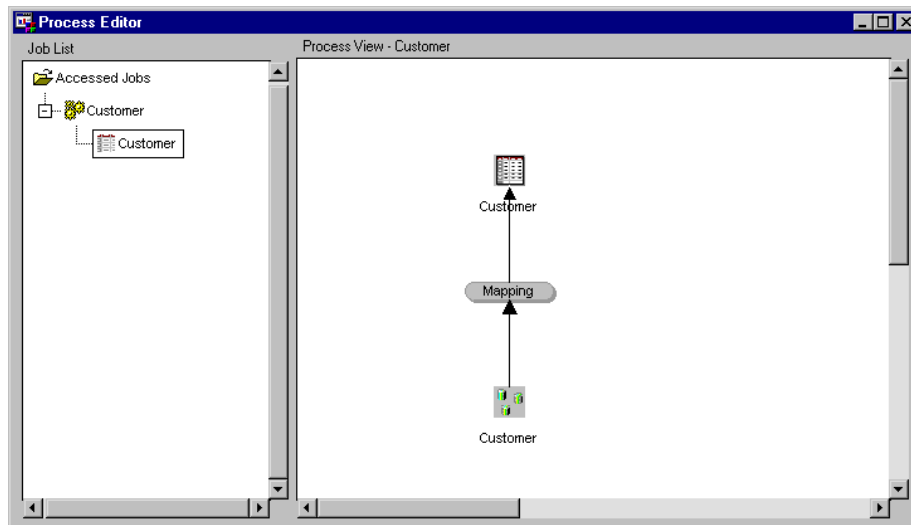 Process Editor
Job List
Accessed Jobs
Customer
Customer
Process View - Customer
Customer
Mapping
Customer